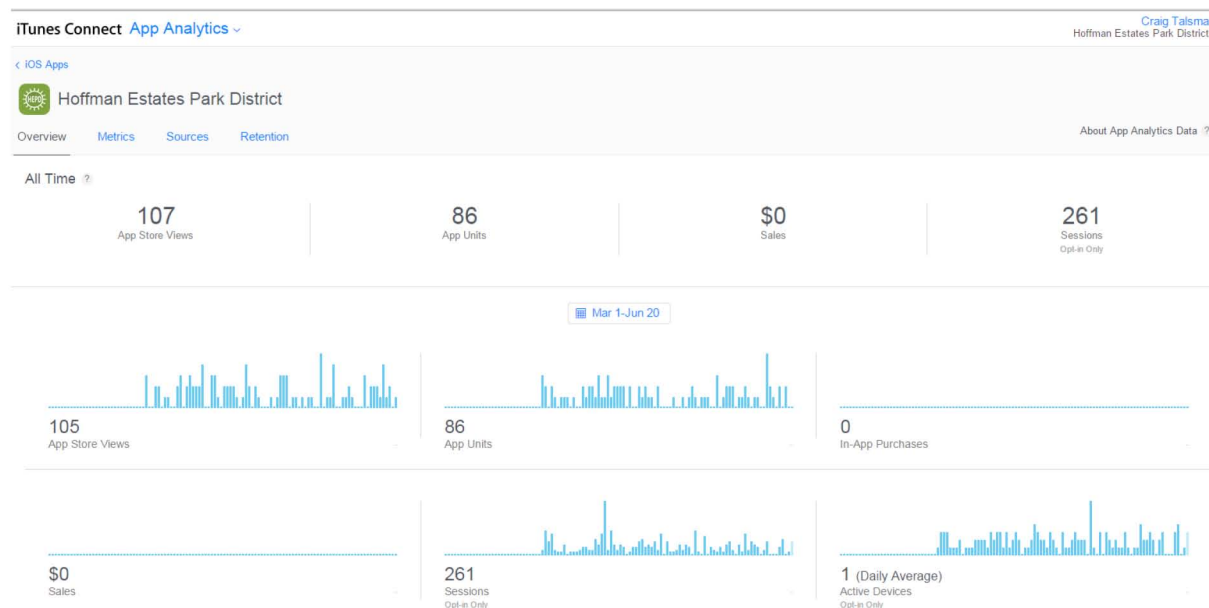 iTunes Connect App Analytics
Craig Talsma
Hoffman Estates Park District
< iOS Apps
HEPD
Hoffman Estates Park District
Overview Metrics Sources Retention
About App Analytics Data ?
All Time ?
107 86 $0 261
App Store Views App Units Sales Sessions
Opt-in Only
Mar 1-Jun 20
105 86 0
App Store Views App Units In-App Purchases
$0 261 1 (Daily Average)
Sales Sessions Active Devices
Opt-in Only Opt-in Only